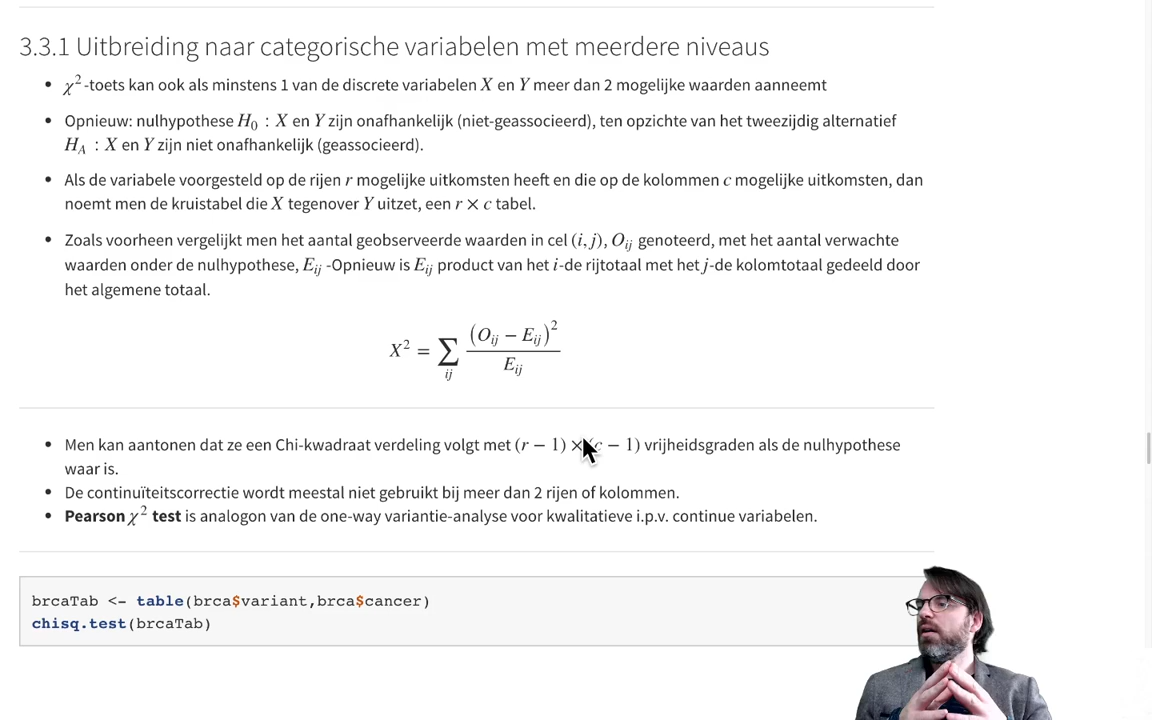 3.3.1 Uitbreiding naar categorische variabelen met meerdere niveaus
• χ²-toets kan ook als minstens 1 van de discrete variabelen X en Y meer dan 2 mogelijke waarden aanneemt
• Opnieuw: nulhypothese H₀ : X en Y zijn onafhankelijk (niet-geassocieerd), ten opzichte van het tweezijdig alternatief
H_A : X en Y zijn niet onafhankelijk (geassocieerd).
• Als de variabele voorgesteld op de rijen r mogelijke uitkomsten heeft en die op de kolommen c mogelijke uitkomsten, dan
noemt men de kruistabel die X tegenover Y uitzet, een r × c tabel.
• Zoals voorheen vergelijkt men het aantal geobserveerde waarden in cel (i, j), O_ij genoteerd, met het aantal verwachte
waarden onder de nulhypothese, E_ij -Opnieuw is E_ij product van het i-de rijtotaal met het j-de kolomtotaal gedeeld door
het algemene totaal.
X² = ∑_ij (O_ij − E_ij)² / E_ij
• Men kan aantonen dat ze een Chi-kwadraat verdeling volgt met (r − 1) × (c − 1) vrijheidsgraden als de nulhypothese
waar is.
• De continuïteitscorrectie wordt meestal niet gebruikt bij meer dan 2 rijen of kolommen.
• Pearson χ² test is analogon van de one-way variantie-analyse voor kwalitatieve i.p.v. continue variabelen.
brcaTab <- table(brca$variant,brca$cancer)
chisq.test(brcaTab)